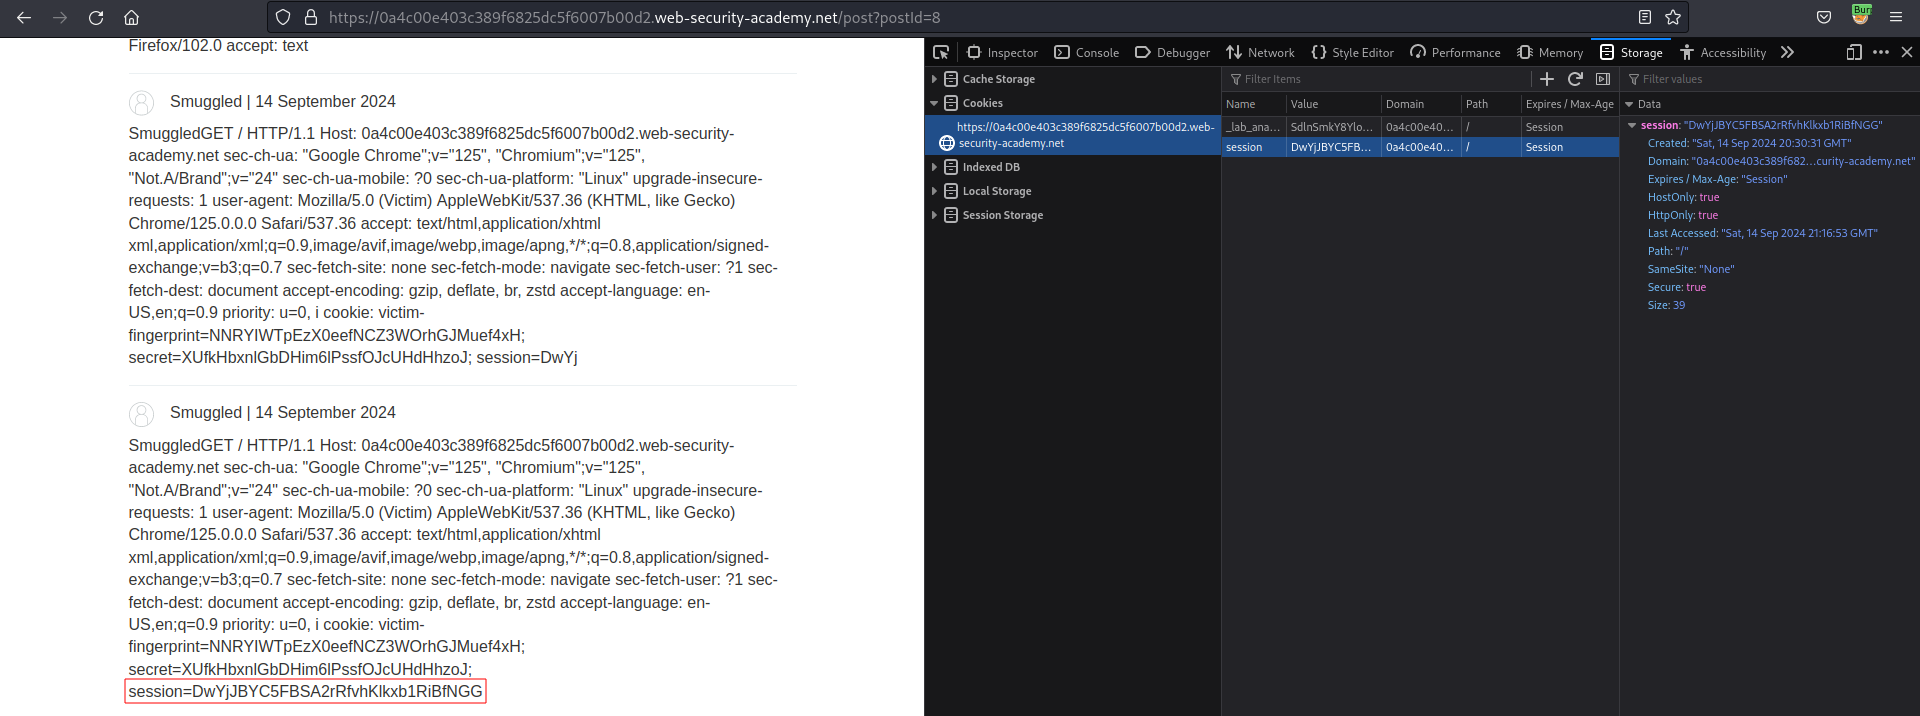 https://0a4c00e403c389f6825dc5f6007b00d2.web-security-academy.net/post?postId=8
Burp
Firefox/102.0 accept: text
Smuggled | 14 September 2024
SmuggledGET / HTTP/1.1 Host: 0a4c00e403c389f6825dc5f6007b00d2.web-security-
academy.net sec-ch-ua: "Google Chrome";v="125", "Chromium";v="125",
"Not.A/Brand";v="24" sec-ch-ua-mobile: ?0 sec-ch-ua-platform: "Linux" upgrade-insecure-
requests: 1 user-agent: Mozilla/5.0 (Victim) AppleWebKit/537.36 (KHTML, like Gecko)
Chrome/125.0.0.0 Safari/537.36 accept: text/html,application/xhtml
xml,application/xml;q=0.9,image/avif,image/webp,image/apng,*/*;q=0.8,application/signed-
exchange;v=b3;q=0.7 sec-fetch-site: none sec-fetch-mode: navigate sec-fetch-user: ?1 sec-
fetch-dest: document accept-encoding: gzip, deflate, br, zstd accept-language: en-
US,en;q=0.9 priority: u=0, i cookie: victim-
fingerprint=NNRYIWTpEzX0eefNCZ3WOrhGJMuef4xH;
secret=XUfkHbxnlGbDHim6lPssfOJcUHdHhzoJ; session=DwYj
Smuggled | 14 September 2024
SmuggledGET / HTTP/1.1 Host: 0a4c00e403c389f6825dc5f6007b00d2.web-security-
academy.net sec-ch-ua: "Google Chrome";v="125", "Chromium";v="125",
"Not.A/Brand";v="24" sec-ch-ua-mobile: ?0 sec-ch-ua-platform: "Linux" upgrade-insecure-
requests: 1 user-agent: Mozilla/5.0 (Victim) AppleWebKit/537.36 (KHTML, like Gecko)
Chrome/125.0.0.0 Safari/537.36 accept: text/html,application/xhtml
xml,application/xml;q=0.9,image/avif,image/webp,image/apng,*/*;q=0.8,application/signed-
exchange;v=b3;q=0.7 sec-fetch-site: none sec-fetch-mode: navigate sec-fetch-user: ?1 sec-
fetch-dest: document accept-encoding: gzip, deflate, br, zstd accept-language: en-
US,en;q=0.9 priority: u=0, i cookie: victim-
fingerprint=NNRYIWTpEzX0eefNCZ3WOrhGJMuef4xH;
secret=XUfkHbxnlGbDHim6lPssfOJcUHdHhzoJ;
session=DwYjJBYC5FBSA2rRfvhKlkxb1RiBfNGG
Inspector Console Debugger Network Style Editor Performance Memory Storage Accessibility
Cache Storage
Cookies
https://0a4c00e403c389f6825dc5f6007b00d2.web-
security-academy.net
Indexed DB
Local Storage
Session Storage
Filter Items
Name Value Domain Path Expires / Max-Age
_lab_ana... SdlnSmkY8Ylo... 0a4c00e40... / Session
session DwYjJBYC5FB... 0a4c00e40... / Session
Filter values
Data
session: "DwYjJBYC5FBSA2rRfvhKlkxb1RiBfNGG"
Created: "Sat, 14 Sep 2024 20:30:31 GMT"
Domain: "0a4c00e403c389f682...curity-academy.net"
Expires / Max-Age: "Session"
HostOnly: true
HttpOnly: true
Last Accessed: "Sat, 14 Sep 2024 21:16:53 GMT"
Path: "/"
SameSite: "None"
Secure: true
Size: 39